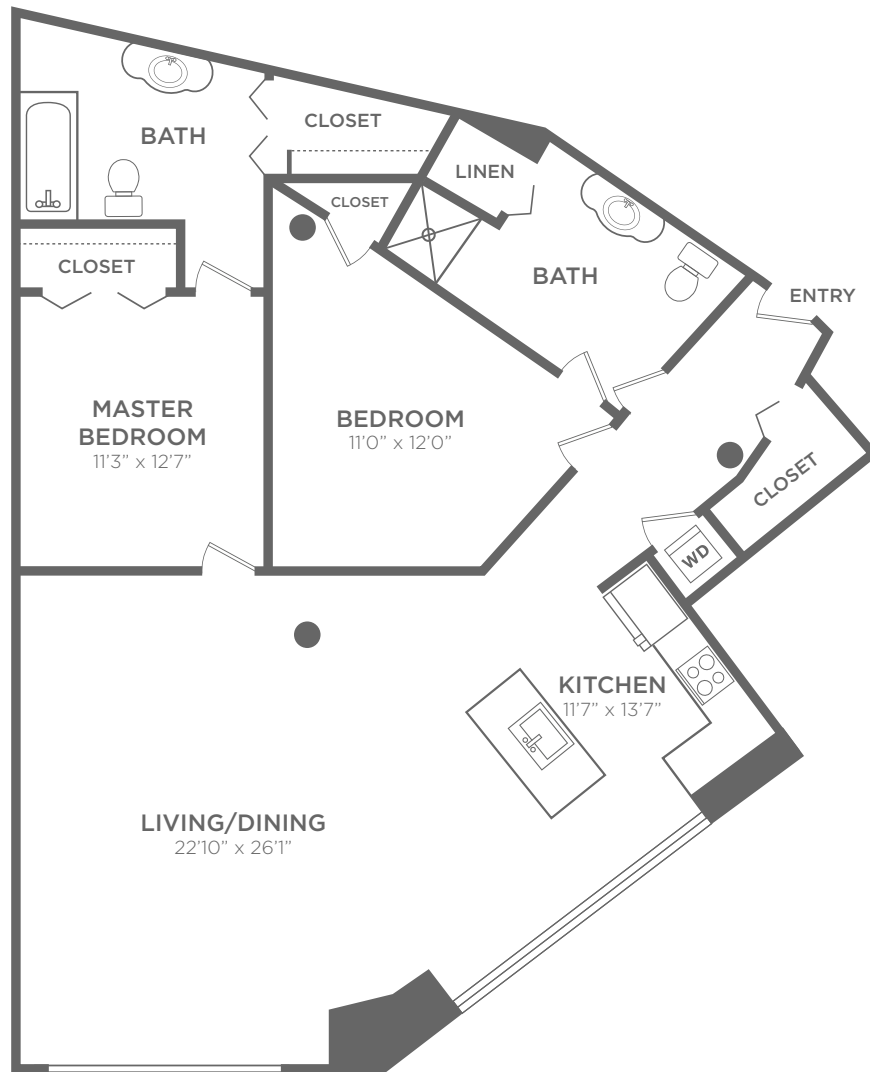 BATH
CLOSET
LINEN
CLOSET
CLOSET
BATH
ENTRY
MASTER
BEDROOM
11’3” x 12’7”
BEDROOM
11’0” x 12’0”
CLOSET
WD
KITCHEN
11’7” x 13’7”
LIVING/DINING
22’10” x 26’1”